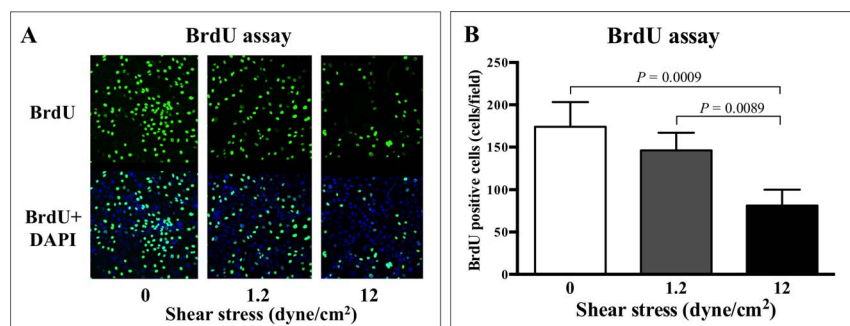 A
BrdU assay
BrdU
BrdU+
DAPI
0 1.2 12
Shear stress (dyne/cm²)
B
BrdU assay
BrdU positive cells (cells/field)
250
200
150
100
50
0
P = 0.0009
P = 0.0089
0 1.2 12
Shear stress (dyne/cm²)